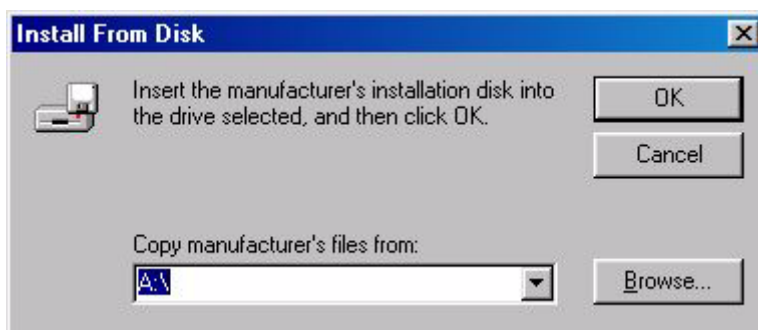 Install From Disk
Insert the manufacturer's installation disk into
the drive selected, and then click OK.
OK
Cancel
Copy manufacturer's files from:
A:\
Browse...